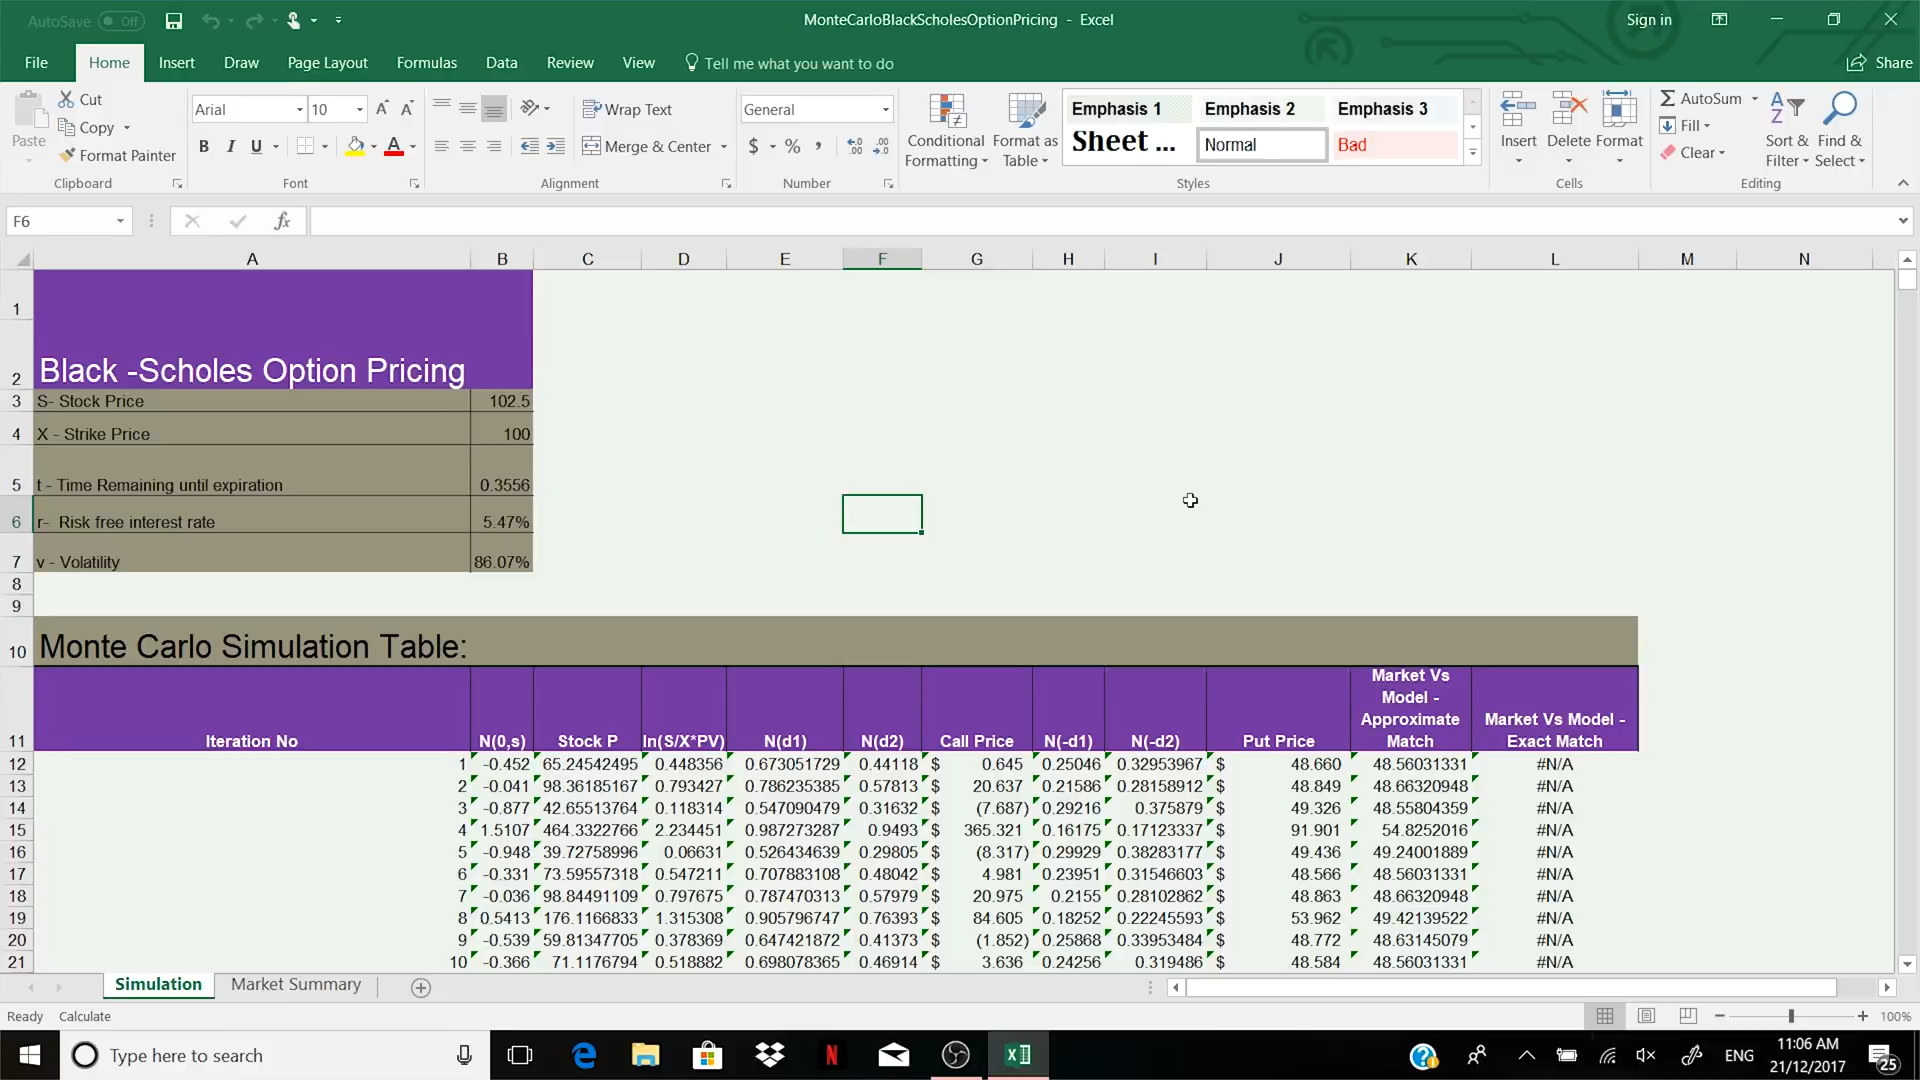 AutoSave Off
MonteCarloBlackScholesOptionPricing - Excel
Sign in
File Home Insert Draw Page Layout Formulas Data Review View Tell me what you want to do
Share
Paste
Cut
Copy
Format Painter
Clipboard
Arial 10
B I U
Font
Wrap Text
Merge & Center
Alignment
General
$ % ,
Number
Conditional Formatting
Format as Table
Emphasis 1 Emphasis 2 Emphasis 3
Sheet ... Normal Bad
Styles
Insert Delete Format
Cells
AutoSum
Fill
Clear
Sort & Filter
Find & Select
Editing
F6
fx
A B C D E F G H I J K L M N
1
2 Black -Scholes Option Pricing
3 S- Stock Price 102.5
4 X - Strike Price 100
5 t - Time Remaining until expiration 0.3556
6 r- Risk free interest rate 5.47%
7 v - Volatility 86.07%
8
9
10 Monte Carlo Simulation Table:
11 Iteration No N(0,s) Stock P ln(S/X*PV) N(d1) N(d2) Call Price N(-d1) N(-d2) Put Price Market Vs Model - Approximate Match Market Vs Model - Exact Match
12 1 -0.452 65.24542495 0.448356 0.673051729 0.44118 $ 0.645 0.25046 0.32953967 $ 48.660 48.56031331 #N/A
13 2 -0.041 98.36185167 0.793427 0.786235385 0.57813 $ 20.637 0.21586 0.28158912 $ 48.849 48.66320948 #N/A
14 3 -0.877 42.65513764 0.118314 0.547090479 0.31632 $ (7.687) 0.29216 0.375879 $ 49.326 48.55804359 #N/A
15 4 1.5107 464.3322766 2.234451 0.987273287 0.9493 $ 365.321 0.16175 0.17123337 $ 91.901 54.8252016 #N/A
16 5 -0.948 39.72758996 0.06631 0.526434639 0.29805 $ (8.317) 0.29929 0.38283177 $ 49.436 49.24001889 #N/A
17 6 -0.331 73.59557318 0.547211 0.707883108 0.48042 $ 4.981 0.23951 0.31546603 $ 48.566 48.56031331 #N/A
18 7 -0.036 98.84491109 0.797675 0.787470313 0.57979 $ 20.975 0.2155 0.28102862 $ 48.863 48.66320948 #N/A
19 8 0.5413 176.1166833 1.315308 0.905796747 0.76393 $ 84.605 0.18252 0.22245593 $ 53.962 49.42139522 #N/A
20 9 -0.539 59.81347705 0.378369 0.647421872 0.41373 $ (1.852) 0.25868 0.33953484 $ 48.772 48.63145079 #N/A
21 10 -0.366 71.1176794 0.518882 0.698078365 0.46914 $ 3.636 0.24256 0.319486 $ 48.584 48.56031331 #N/A
Simulation Market Summary
Ready Calculate
100%
Type here to search
ENG
11:06 AM
21/12/2017
25